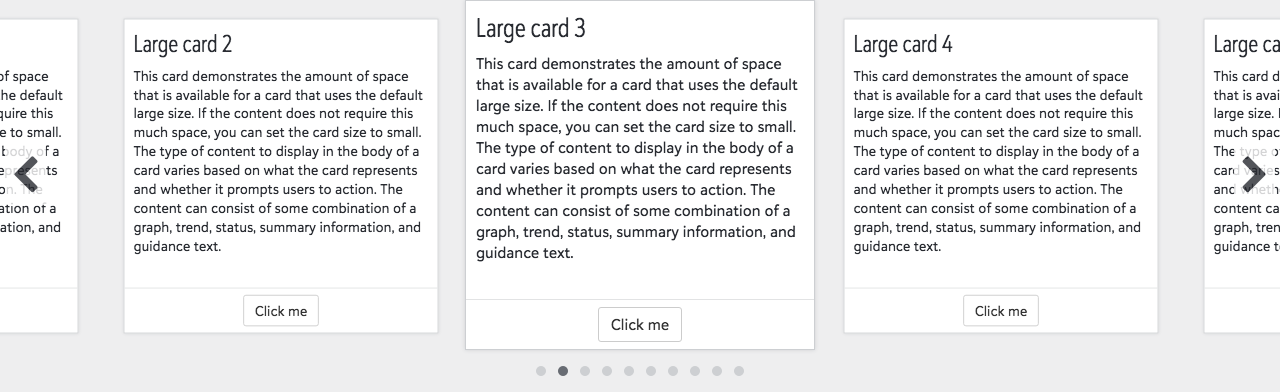 of space
he default
quire this
e to small.
body of a
represents
on. The
ation of a
ation, and
Large card 2
This card demonstrates the amount of space
that is available for a card that uses the default
large size. If the content does not require this
much space, you can set the card size to small.
The type of content to display in the body of a
card varies based on what the card represents
and whether it prompts users to action. The
content can consist of some combination of a
graph, trend, status, summary information, and
guidance text.
Click me
Large card 3
This card demonstrates the amount of space
that is available for a card that uses the default
large size. If the content does not require this
much space, you can set the card size to small.
The type of content to display in the body of a
card varies based on what the card represents
and whether it prompts users to action. The
content can consist of some combination of a
graph, trend, status, summary information, and
guidance text.
Click me
Large card 4
This card demonstrates the amount of space
that is available for a card that uses the default
large size. If the content does not require this
much space, you can set the card size to small.
The type of content to display in the body of a
card varies based on what the card represents
and whether it prompts users to action. The
content can consist of some combination of a
graph, trend, status, summary information, and
guidance text.
Click me
Large ca
This card d
that is avai
large size. 
much spac
The type o
card varies
and wheth
content ca
graph, tren
guidance t